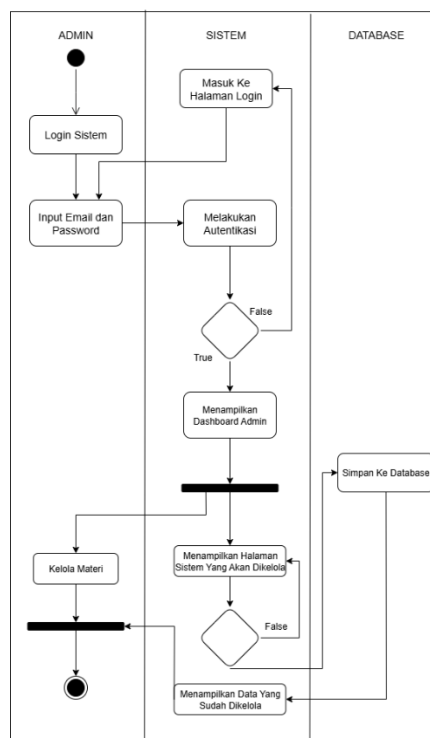 ADMIN
SISTEM
DATABASE
Masuk Ke
Halaman Login
Login Sistem
Input Email dan
Password
Melakukan
Autentikasi
False
True
Menampilkan
Dashboard Admin
Simpan Ke Database
Kelola Materi
Menampilkan Halaman
Sistem Yang Akan Dikelola
False
Menampilkan Data Yang
Sudah Dikelola